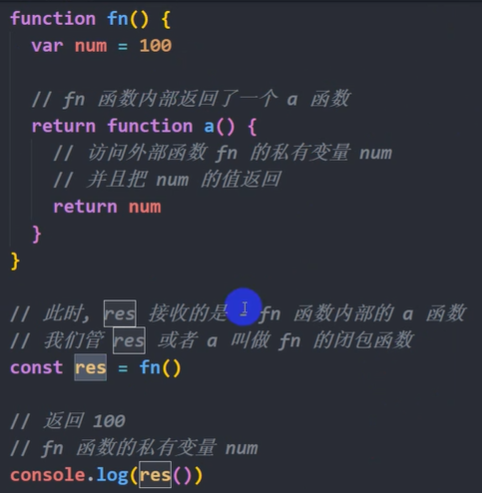 function fn() {
var num = 100
// fn 函数内部返回了一个 a 函数
return function a() {
// 访问外部函数 fn 的私有变量 num
// 并且把 num 的值返回
return num
}
}
// 此时, res 接收的是 fn 函数内部的 a 函数
// 我们管 res 或者 a 叫做 fn 的闭包函数
const res = fn()
// 返回 100
// fn 函数的私有变量 num
console.log(res())